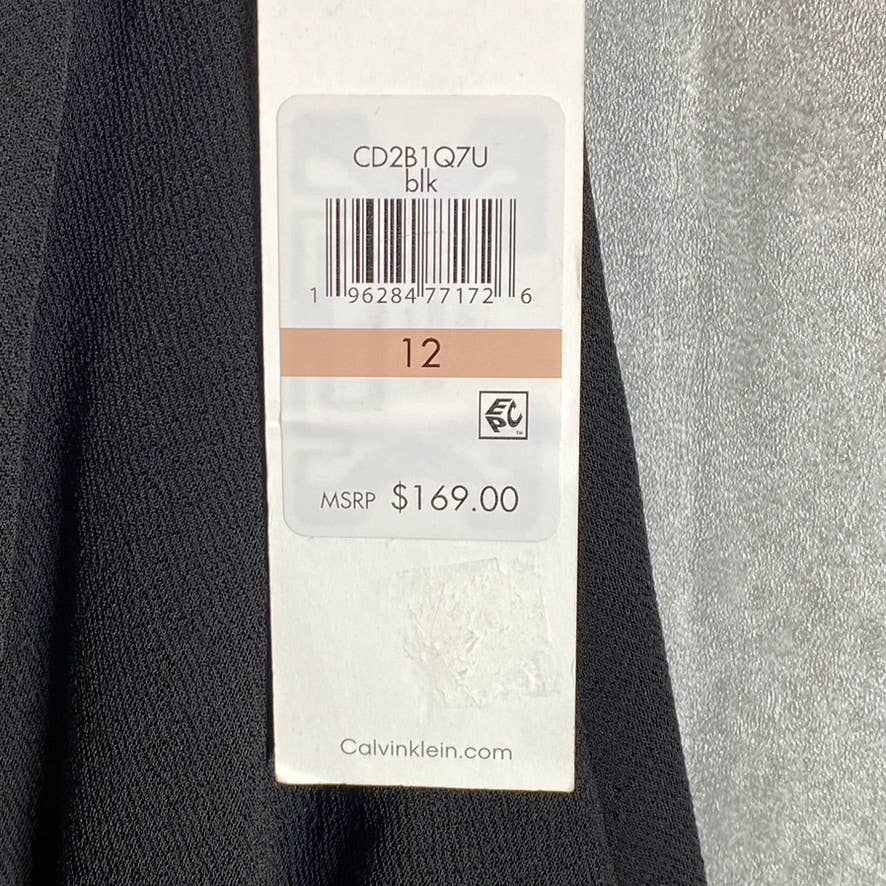 CD2B1Q7U
blk
1 96284 77172 6
12
EPC
MSRP $169.00
Calvinklein.com